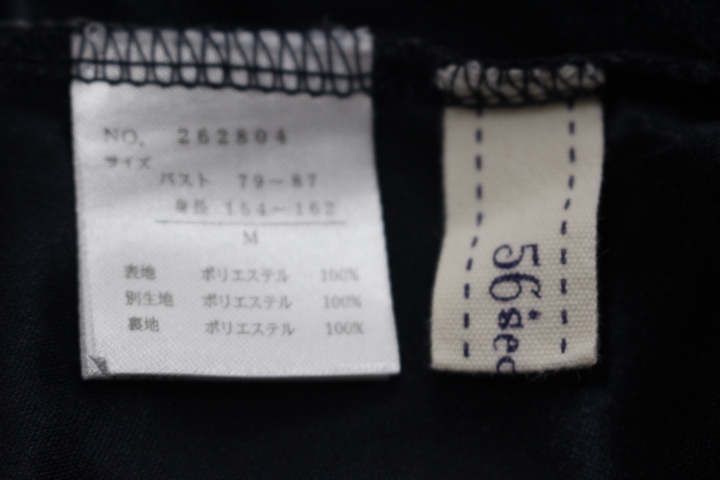 NO. 262804
サイズ
バスト 79-87
身長 154-162
M
表地 ポリエステル 100%
別生地 ポリエステル 100%
裏地 ポリエステル 100%
56'sec